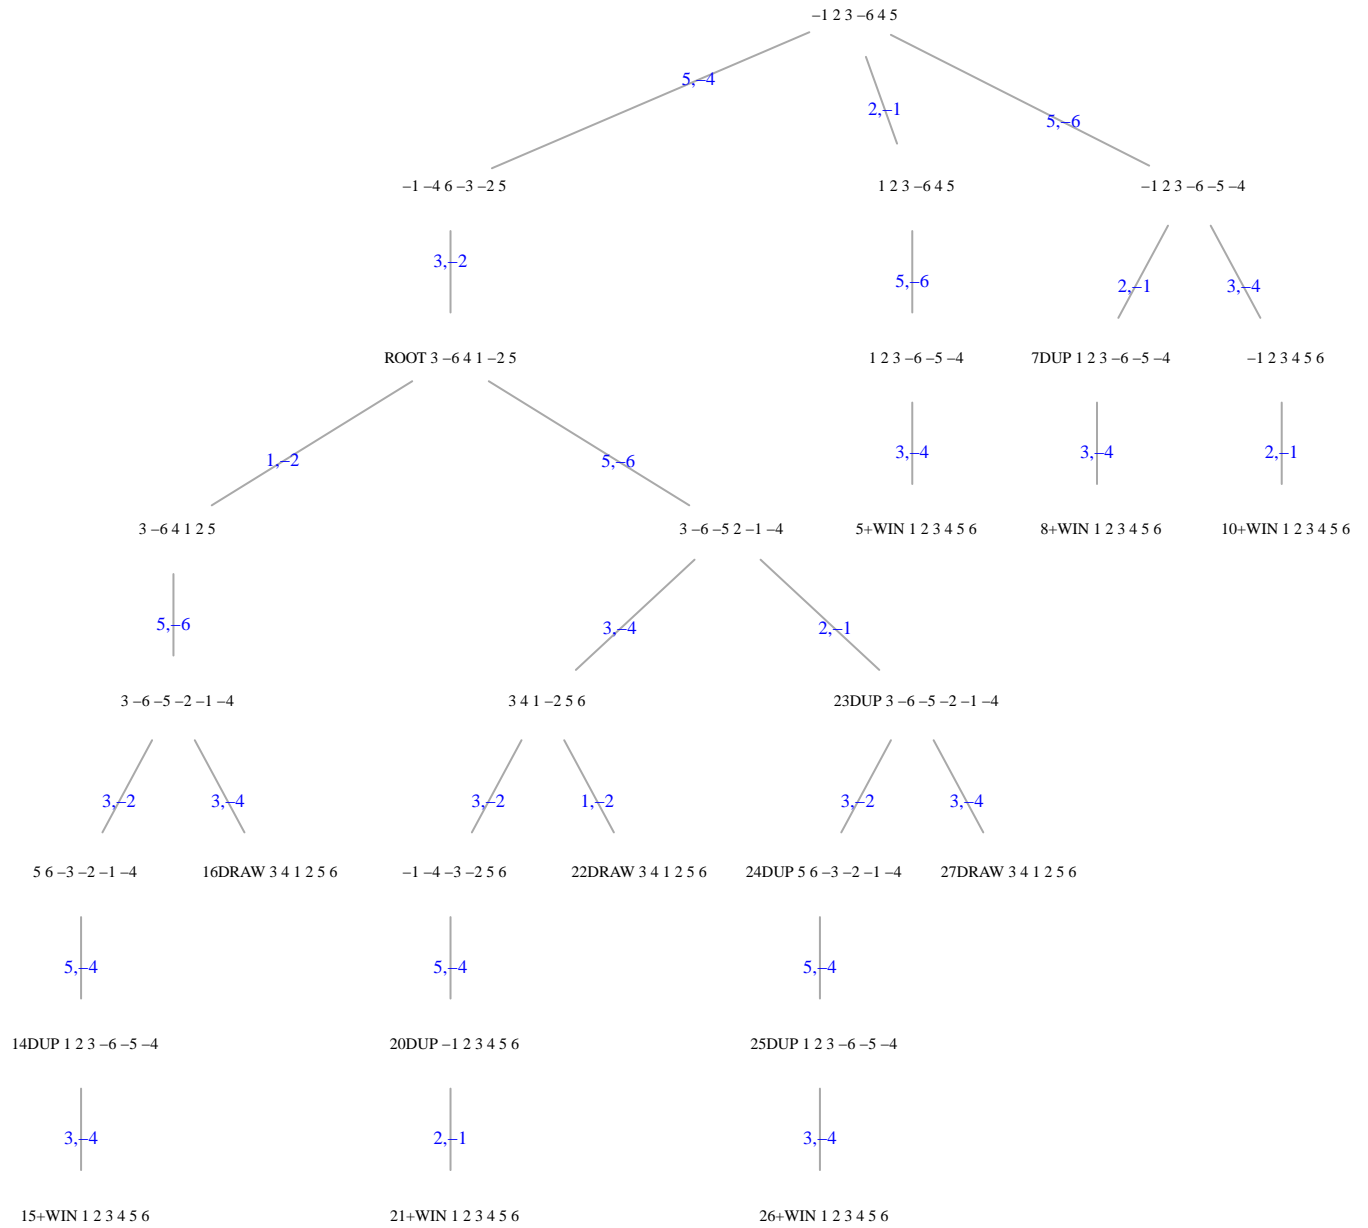 −1 2 3 −6 4 5
5,−4
2,−1
5,−6
−1 −4 6 −3 −2 5
1 2 3 −6 4 5
−1 2 3 −6 −5 −4
3,−2
5,−6
2,−1
3,−4
ROOT 3 −6 4 1 −2 5
1 2 3 −6 −5 −4
7DUP 1 2 3 −6 −5 −4
−1 2 3 4 5 6
1,−2
5,−6
3,−4
3,−4
2,−1
3 −6 4 1 2 5
3 −6 −5 2 −1 −4
5+WIN 1 2 3 4 5 6
8+WIN 1 2 3 4 5 6
10+WIN 1 2 3 4 5 6
5,−6
3,−4
2,−1
3 −6 −5 −2 −1 −4
3 4 1 −2 5 6
23DUP 3 −6 −5 −2 −1 −4
3,−2
3,−4
3,−2
1,−2
3,−2
3,−4
5 6 −3 −2 −1 −4
16DRAW 3 4 1 2 5 6
−1 −4 −3 −2 5 6
22DRAW 3 4 1 2 5 6
24DUP 5 6 −3 −2 −1 −4
27DRAW 3 4 1 2 5 6
5,−4
5,−4
5,−4
14DUP 1 2 3 −6 −5 −4
20DUP −1 2 3 4 5 6
25DUP 1 2 3 −6 −5 −4
3,−4
2,−1
3,−4
15+WIN 1 2 3 4 5 6
21+WIN 1 2 3 4 5 6
26+WIN 1 2 3 4 5 6